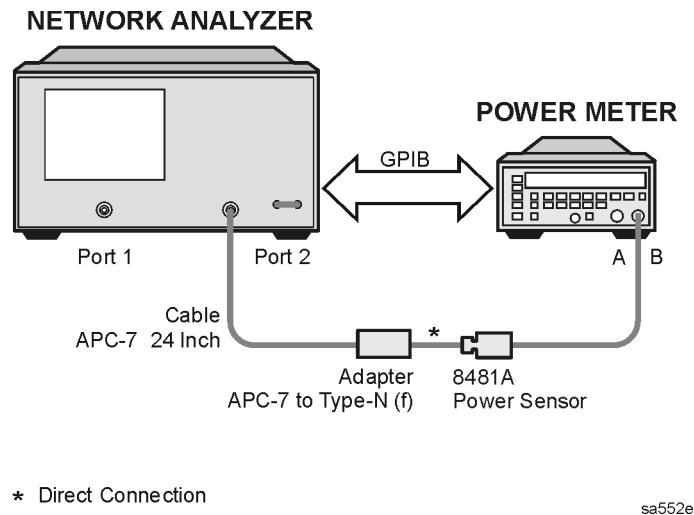 NETWORK ANALYZER
POWER METER
GPIB
Port 1
Port 2
A
B
Cable
APC-7 24 Inch
*
Adapter
APC-7 to Type-N (f)
8481A
Power Sensor
* Direct Connection
sa552e